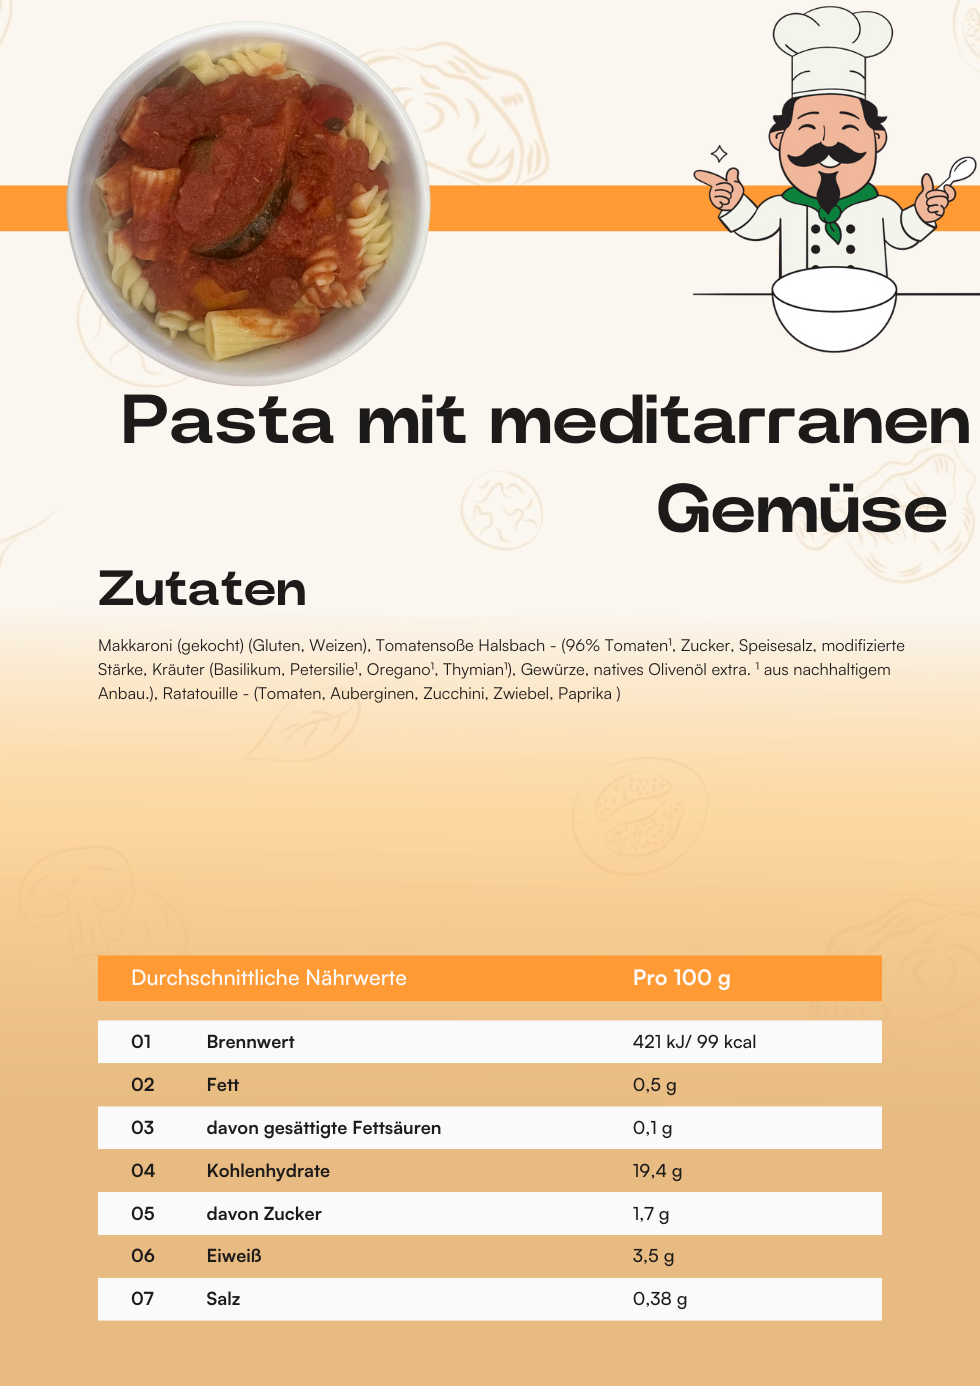 Pasta mit meditarranen
Gemüse
Zutaten
Makkaroni (gekocht) (Gluten, Weizen), Tomatensoße Halsbach - (96% Tomaten¹, Zucker, Speisesalz, modifizierte
Stärke, Kräuter (Basilikum, Petersilie¹, Oregano¹, Thymian¹), Gewürze, natives Olivenöl extra. ¹ aus nachhaltigem
Anbau.), Ratatouille - (Tomaten, Auberginen, Zucchini, Zwiebel, Paprika )
Durchschnittliche Nährwerte Pro 100 g
01 Brennwert 421 kJ/ 99 kcal
02 Fett 0,5 g
03 davon gesättigte Fettsäuren 0,1 g
04 Kohlenhydrate 19,4 g
05 davon Zucker 1,7 g
06 Eiweiß 3,5 g
07 Salz 0,38 g